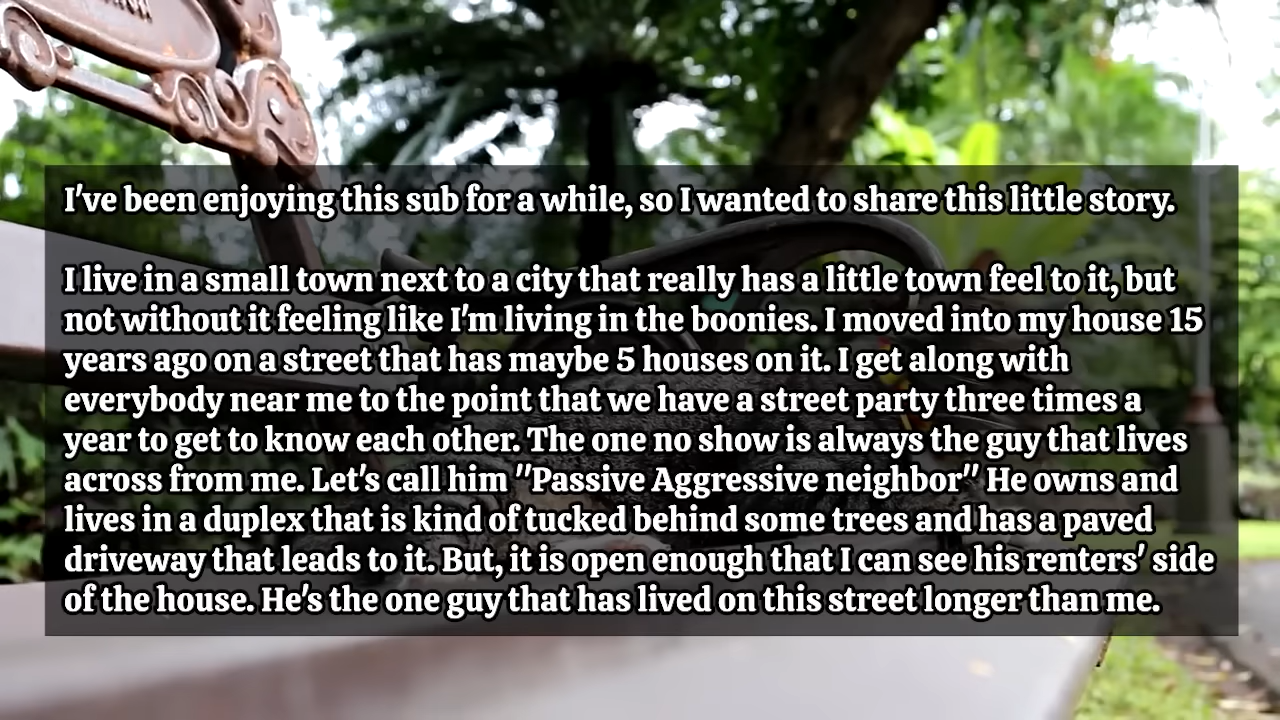 I've been enjoying this sub for a while, so I wanted to share this little story.
I live in a small town next to a city that really has a little town feel to it, but
not without it feeling like I'm living in the boonies. I moved into my house 15
years ago on a street that has maybe 5 houses on it. I get along with
everybody near me to the point that we have a street party three times a
year to get to know each other. The one no show is always the guy that lives
across from me. Let's call him "Passive Aggressive neighbor" He owns and
lives in a duplex that is kind of tucked behind some trees and has a paved
driveway that leads to it. But, it is open enough that I can see his renters' side
of the house. He's the one guy that has lived on this street longer than me.